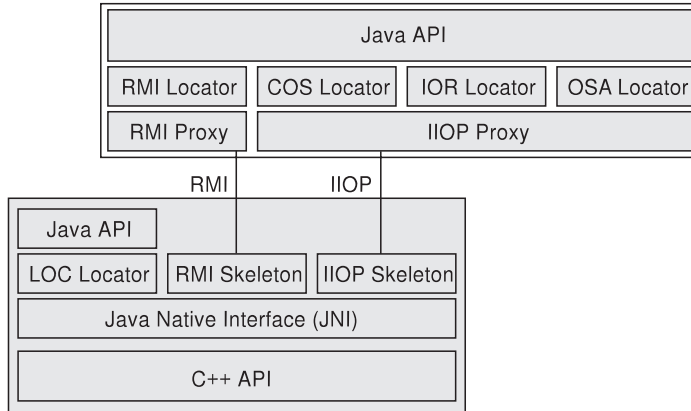 Java API
RMI Locator COS Locator IOR Locator OSA Locator
RMI Proxy IIOP Proxy
RMI IIOP
Java API
LOC Locator RMI Skeleton IIOP Skeleton
Java Native Interface (JNI)
C++ API